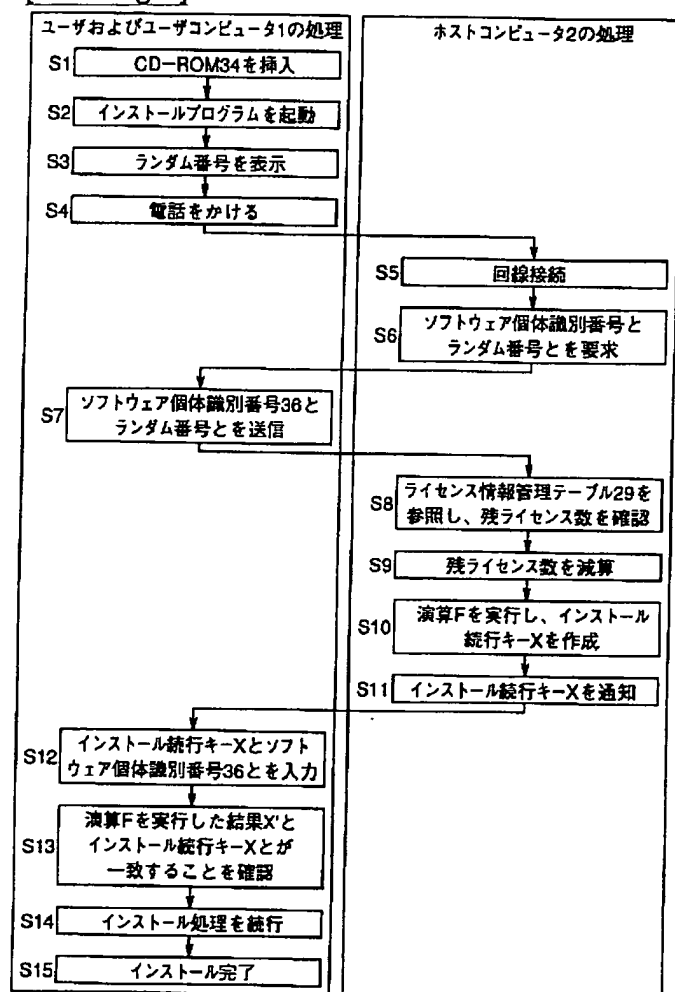 ユーザおよびユーザコンピュータ1の処理
ホストコンピュータ2の処理
S1 CD-ROM34を挿入
S2 インストールプログラムを起動
S3 ランダム番号を表示
S4 電話をかける
S5 回線接続
S6 ソフトウェア個体識別番号と
ランダム番号とを要求
S7 ソフトウェア個体識別番号36と
ランダム番号とを送信
S8 ライセンス情報管理テーブル29を
参照し、残ライセンス数を確認
S9 残ライセンス数を減算
S10 演算Fを実行し、インストール
続行キーXを作成
S11 インストール続行キーXを通知
S12 インストール続行キーXとソフト
ウェア個体識別番号36とを入力
S13 演算Fを実行した結果X'と
インストール続行キーXとが
一致することを確認
S14 インストール処理を続行
S15 インストール完了